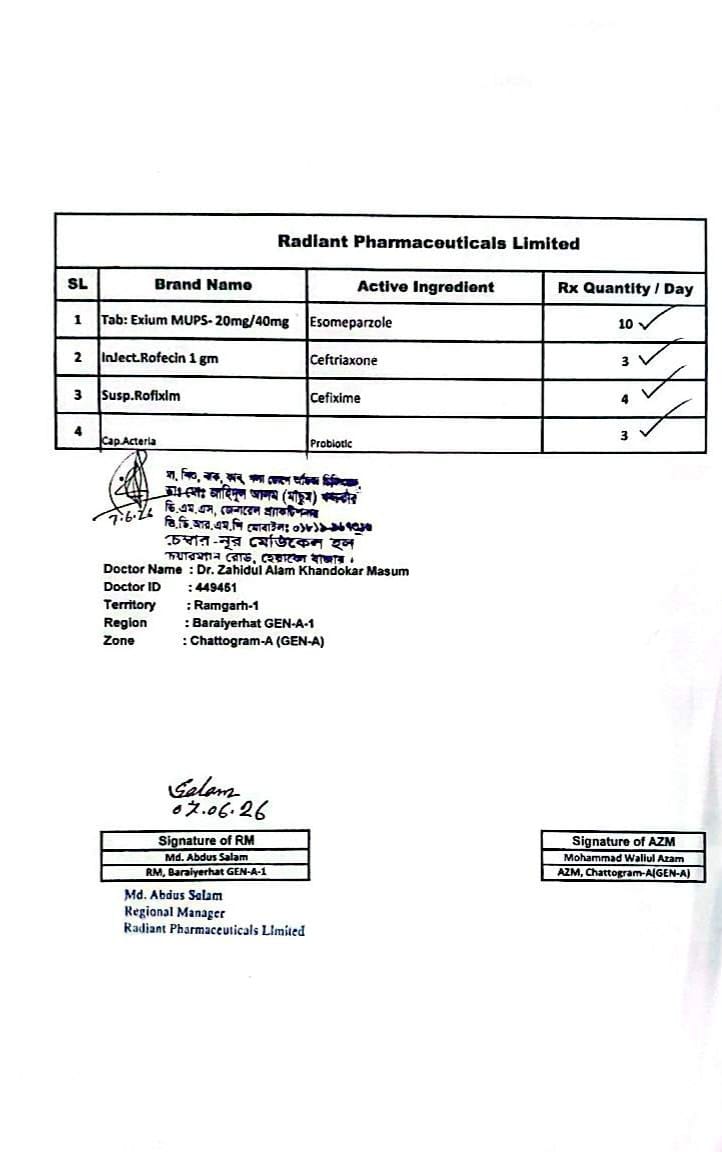 Radiant Pharmaceuticals Limited
SL Brand Name Active Ingredient Rx Quantity / Day
1 Tab: Exium MUPS- 20mg/40mg Esomeparzole 10 ✓
2 InJect.Rofecin 1 gm Ceftriaxone 3 ✓
3 Susp.Rofixim Cefixime 4 ✓
4 Cap.Acteria Probiotic 3 ✓
7.6.26
ডাঃ মোঃ জাহিদুল আলম (মাছুম)
ডি.এম.এস, জেনারেল
মেডিকেল হল
রোড, বাজার ।
Doctor Name : Dr. Zahidul Alam Khandokar Masum
Doctor ID : 449451
Territory : Ramgarh-1
Region : Baraiyerhat GEN-A-1
Zone : Chattogram-A (GEN-A)
Salam
07.06.26
Signature of RM
Md. Abdus Salam
RM, Baraiyerhat GEN-A-1
Signature of AZM
Mohammad Waliul Azam
AZM, Chattogram-A(GEN-A)
Md. Abdus Salam
Regional Manager
Radiant Pharmaceuticals Limited